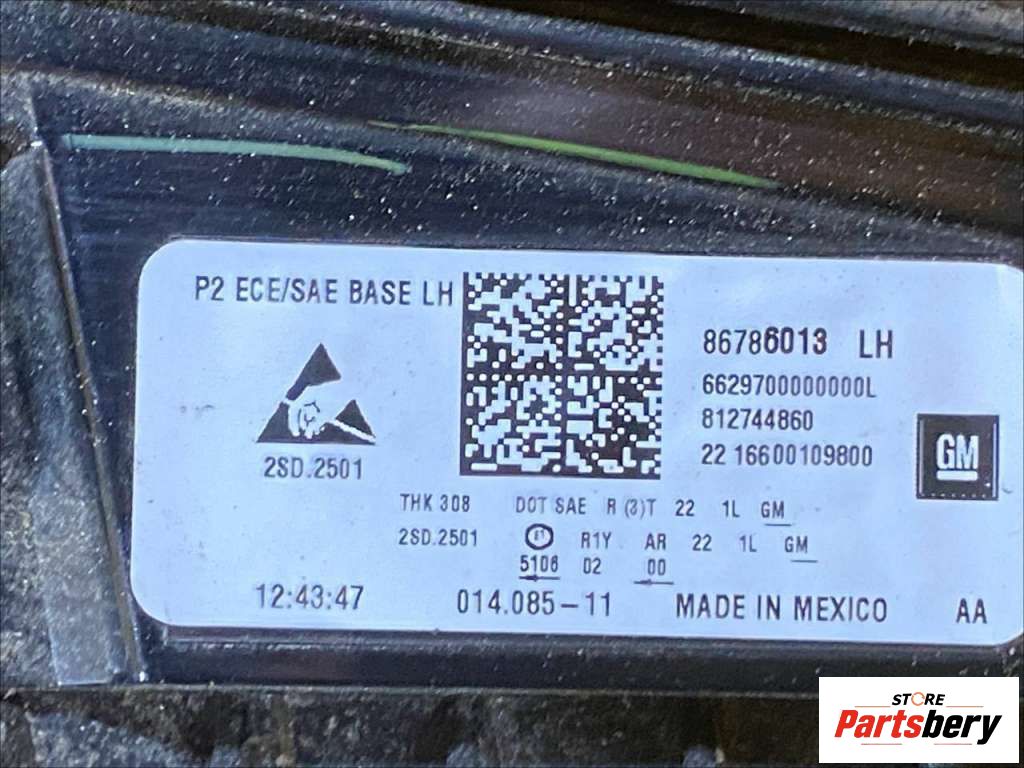 P2 ECE/SAE BASE LH
86786013 LH
6629700000000L
812744860
22 16600109800
GM
2SD.2501
THK 308 DOT SAE R (3)T 22 1L GM
2SD.2501 R1Y AR 22 1L GM
5106 02 00
12:43:47 014.085-11 MADE IN MEXICO AA
STORE
Partsbery